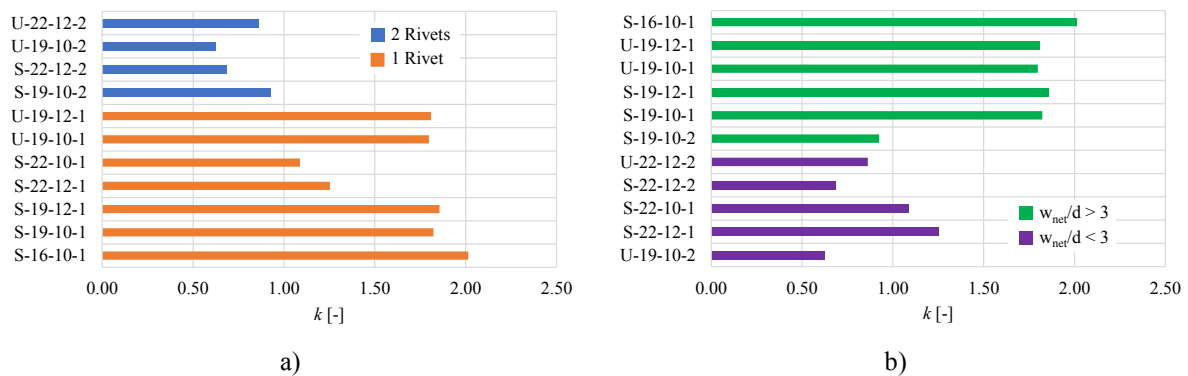 U-22-12-2
U-19-10-2
S-22-12-2
S-19-10-2
U-19-12-1
U-19-10-1
S-22-10-1
S-22-12-1
S-19-12-1
S-19-10-1
S-16-10-1
2 Rivets
1 Rivet
0.00 0.50 1.00 1.50 2.00 2.50
k [-]
a)
S-16-10-1
U-19-12-1
U-19-10-1
S-19-12-1
S-19-10-1
S-19-10-2
U-22-12-2
S-22-12-2
S-22-10-1
S-22-12-1
U-19-10-2
wnet/d > 3
wnet/d < 3
0.00 0.50 1.00 1.50 2.00 2.50
k [-]
b)